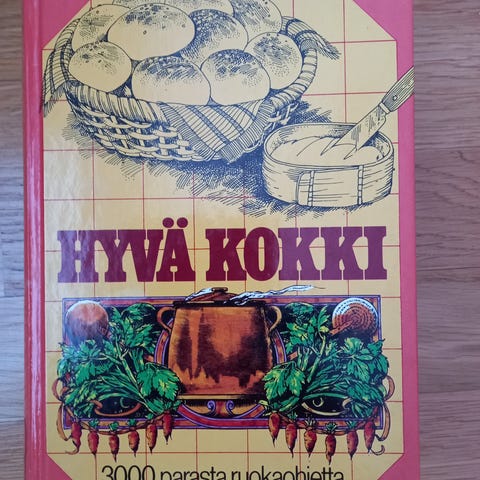 HYVÄ KOKKI
3000 parasta ruokaohjetta